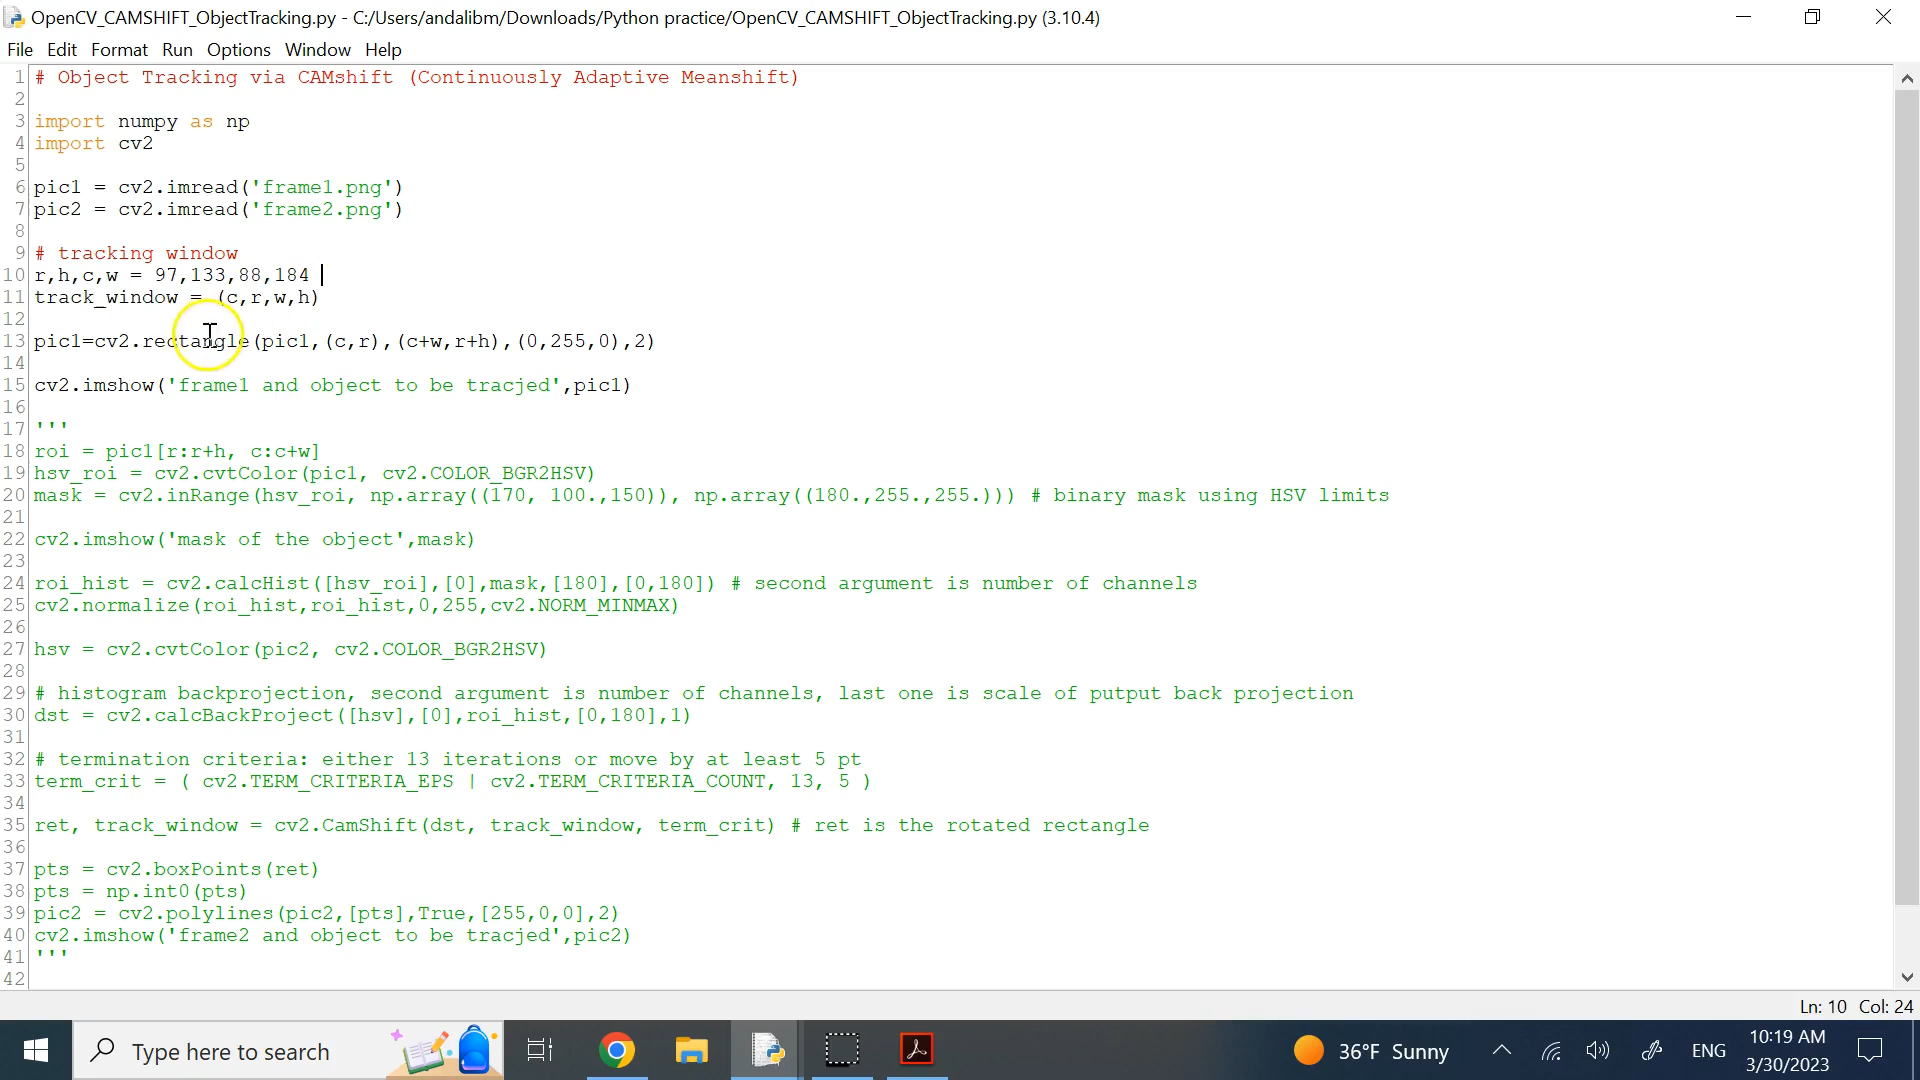 OpenCV_CAMSHIFT_ObjectTracking.py - C:/Users/andalibm/Downloads/Python practice/OpenCV_CAMSHIFT_ObjectTracking.py (3.10.4)
File Edit Format Run Options Window Help
1 # Object Tracking via CAMshift (Continuously Adaptive Meanshift)
2
3 import numpy as np
4 import cv2
5
6 pic1 = cv2.imread('frame1.png')
7 pic2 = cv2.imread('frame2.png')
8
9 # tracking window
10 r,h,c,w = 97,133,88,184
11 track_window = (c,r,w,h)
12
13 pic1=cv2.rectangle(pic1,(c,r),(c+w,r+h),(0,255,0),2)
14
15 cv2.imshow('frame1 and object to be tracjed',pic1)
16
17 '''
18 roi = pic1[r:r+h, c:c+w]
19 hsv_roi = cv2.cvtColor(pic1, cv2.COLOR_BGR2HSV)
20 mask = cv2.inRange(hsv_roi, np.array((170, 100.,150)), np.array((180.,255.,255.))) # binary mask using HSV limits
21
22 cv2.imshow('mask of the object',mask)
23
24 roi_hist = cv2.calcHist([hsv_roi],[0],mask,[180],[0,180]) # second argument is number of channels
25 cv2.normalize(roi_hist,roi_hist,0,255,cv2.NORM_MINMAX)
26
27 hsv = cv2.cvtColor(pic2, cv2.COLOR_BGR2HSV)
28
29 # histogram backprojection, second argument is number of channels, last one is scale of putput back projection
30 dst = cv2.calcBackProject([hsv],[0],roi_hist,[0,180],1)
31
32 # termination criteria: either 13 iterations or move by at least 5 pt
33 term_crit = ( cv2.TERM_CRITERIA_EPS | cv2.TERM_CRITERIA_COUNT, 13, 5 )
34
35 ret, track_window = cv2.CamShift(dst, track_window, term_crit) # ret is the rotated rectangle
36
37 pts = cv2.boxPoints(ret)
38 pts = np.int0(pts)
39 pic2 = cv2.polylines(pic2,[pts],True,[255,0,0],2)
40 cv2.imshow('frame2 and object to be tracjed',pic2)
41 '''
42
Ln: 10 Col: 24
Type here to search
36°F Sunny
ENG
10:19 AM
3/30/2023